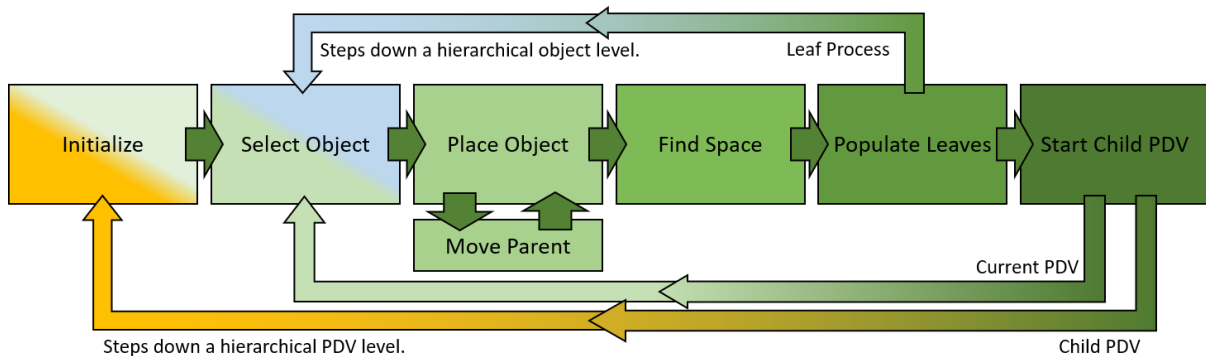 Steps down a hierarchical object level.
Leaf Process
Initialize
Select Object
Place Object
Find Space
Populate Leaves
Start Child PDV
Move Parent
Current PDV
Steps down a hierarchical PDV level.
Child PDV